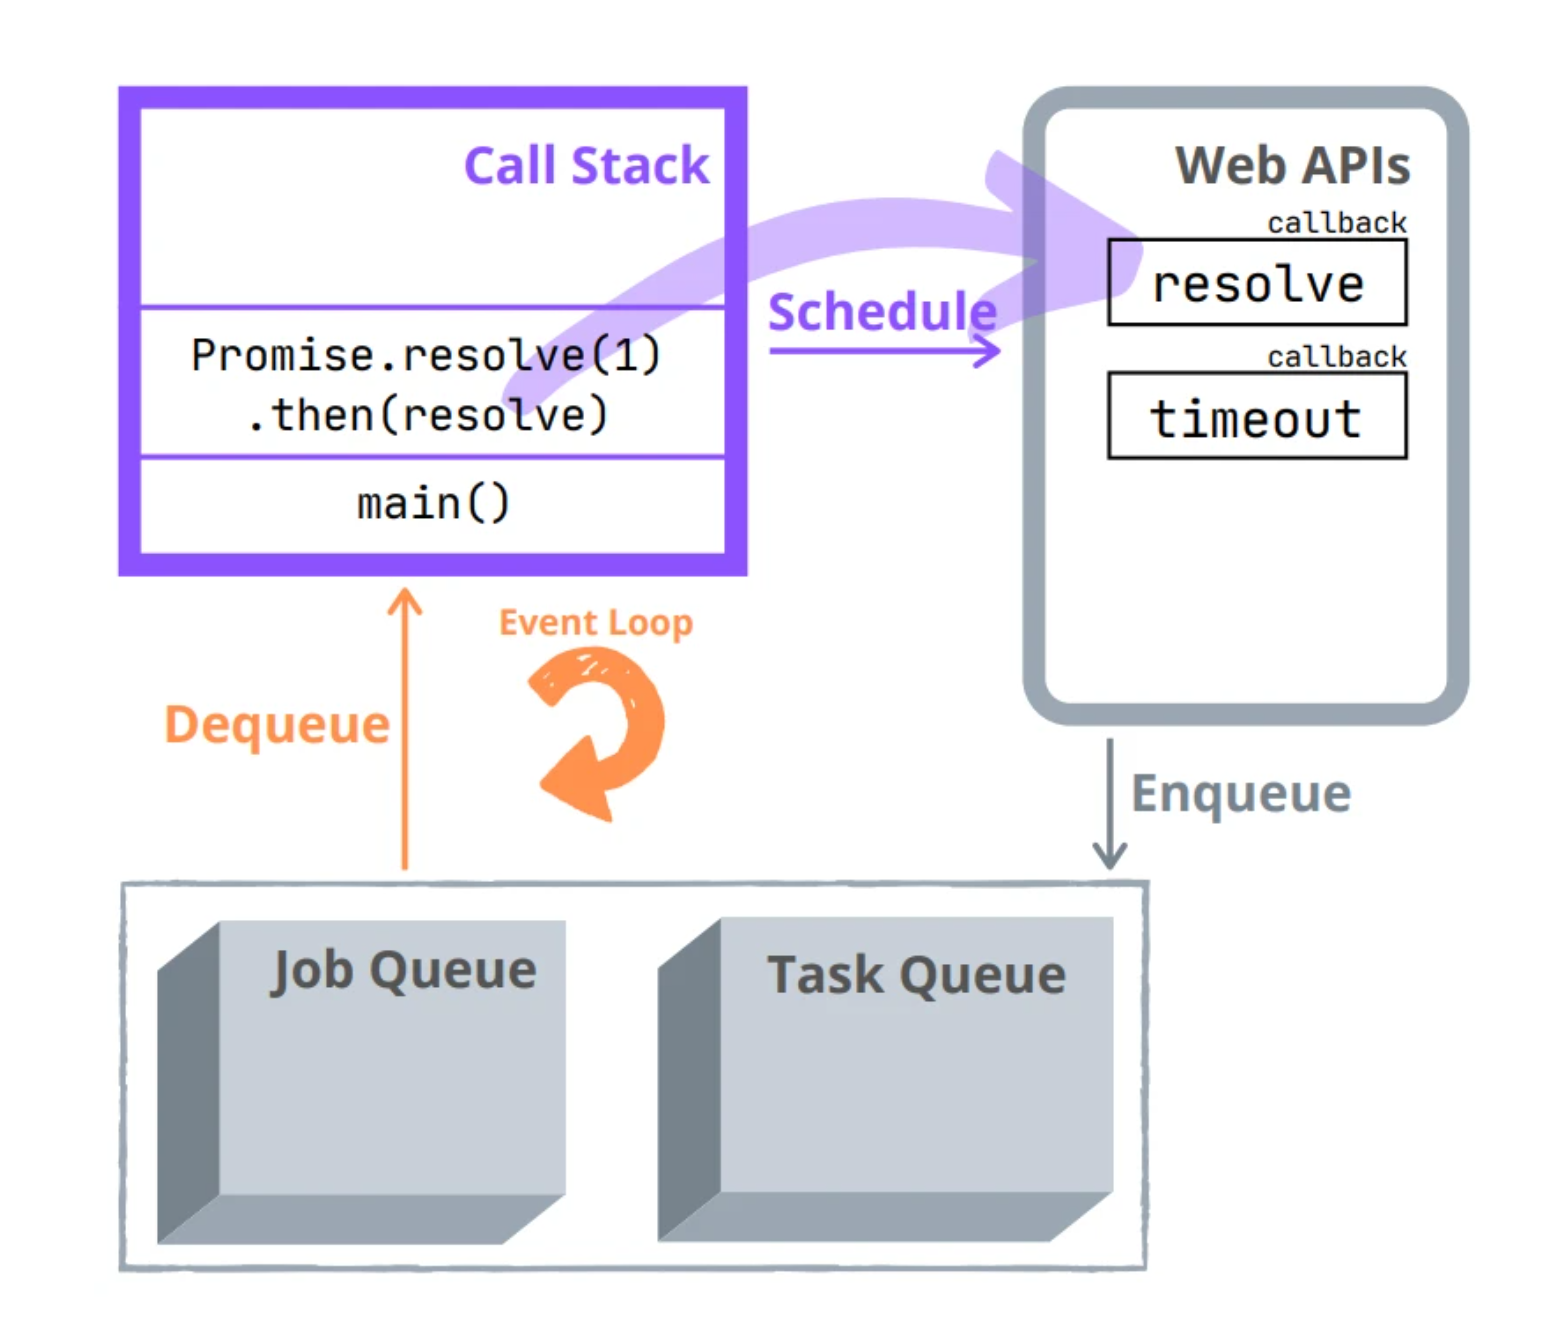 Call Stack
Promise.resolve(1)
.then(resolve)
main()
Schedule
Web APIs
callback
resolve
callback
timeout
Event Loop
Dequeue
Enqueue
Job Queue
Task Queue